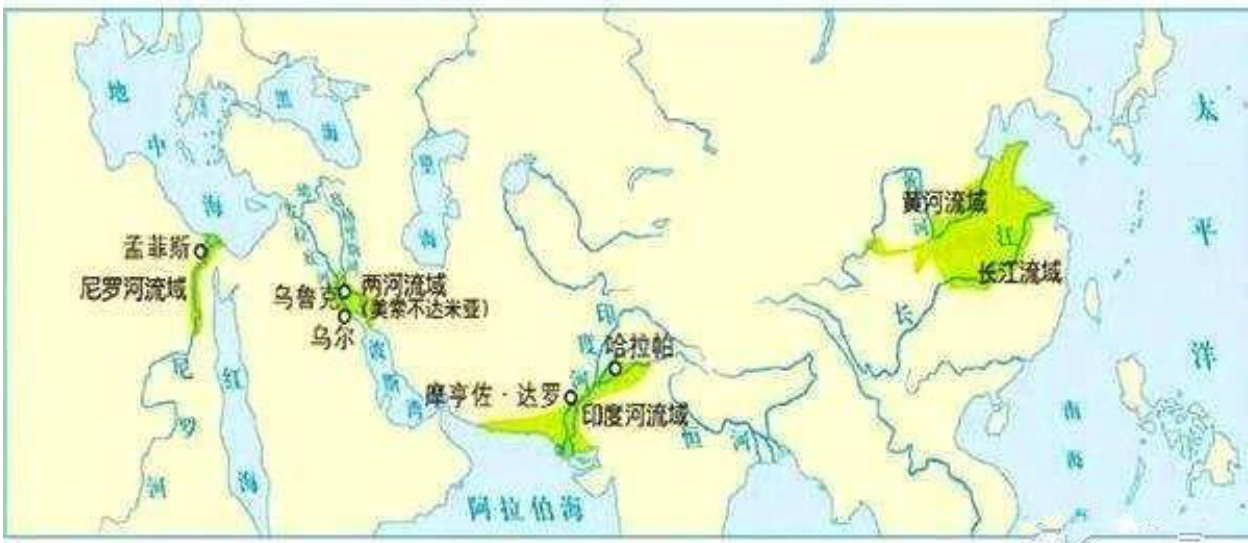 地中海
黑海
里海
孟菲斯
尼罗河流域
尼罗河
红海
乌鲁克
两河流域
(美索不达米亚)
乌尔
波斯湾
印度河
哈拉帕
摩亨佐·达罗
印度河流域
恒河
阿拉伯海
黄河流域
黄河
长江
长江流域
太平洋
南海